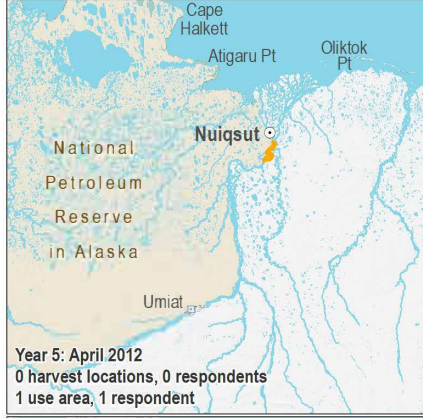 Cape
Halkett
Atigaru Pt
Oliktok
Pt
Nuiqsut
National
Petroleum
Reserve
in Alaska
Umiat
Year 5: April 2012
0 harvest locations, 0 respondents
1 use area, 1 respondent